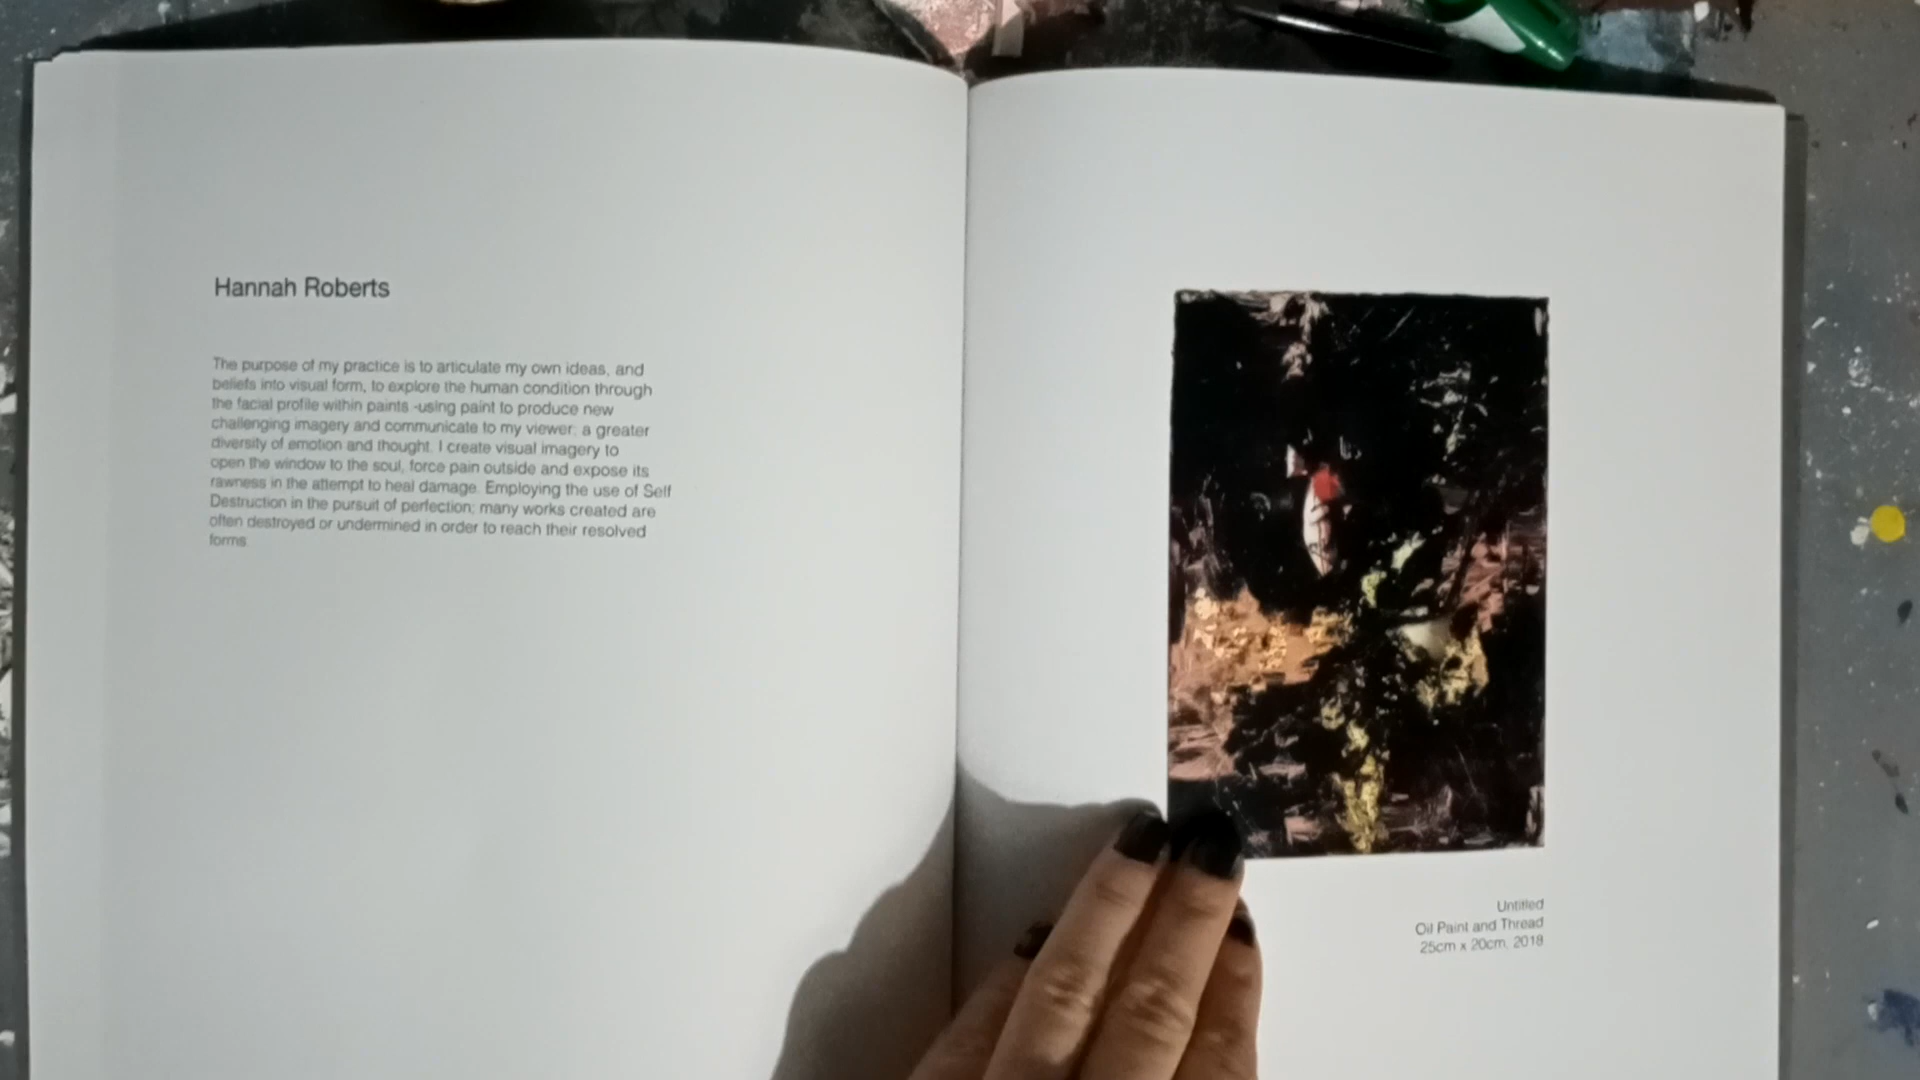 Hannah Roberts
The purpose of my practice is to articulate my own ideas, and
beliefs into visual form, to explore the human condition through
the facial profile within paints -using paint to produce new
challenging imagery and communicate to my viewer; a greater
diversity of emotion and thought. I create visual imagery to
open the window to the soul, force pain outside and expose its
rawness in the attempt to heal damage. Employing the use of Self
Destruction in the pursuit of perfection; many works created are
often destroyed or undermined in order to reach their resolved
forms.
Untitled
Oil Paint and Thread
25cm x 20cm, 2018